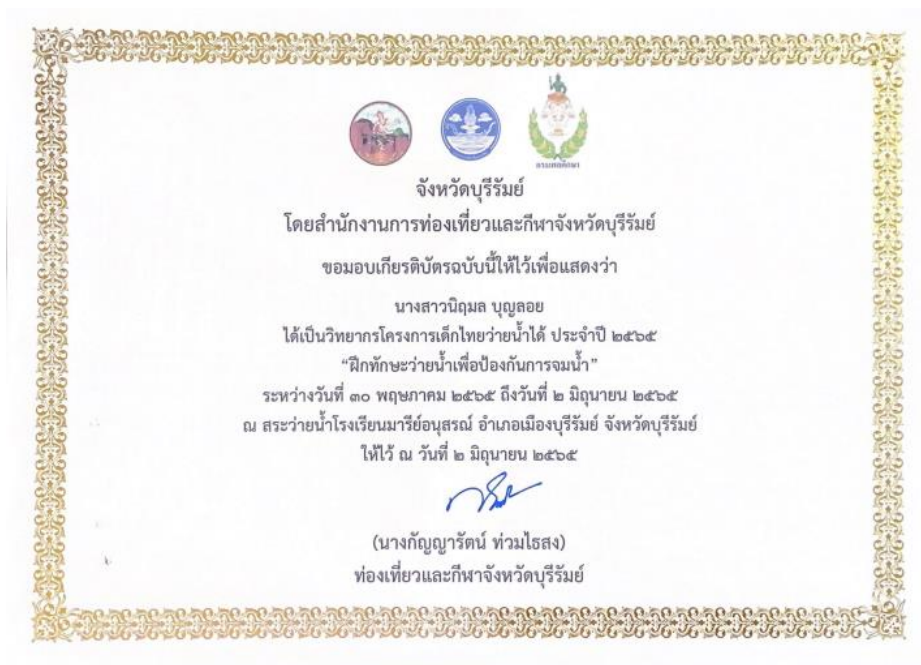 กรมพลศึกษา
จังหวัดบุรีรัมย์
โดยสำนักงานการท่องเที่ยวและกีฬาจังหวัดบุรีรัมย์
ขอมอบเกียรติบัตรฉบับนี้ให้ไว้เพื่อแสดงว่า
นางสาวนิฤมล บุญลอย
ได้เป็นวิทยากรโครงการเด็กไทยว่ายน้ำได้ ประจำปี ๒๕๖๕
“ฝึกทักษะว่ายน้ำเพื่อป้องกันการจมน้ำ”
ระหว่างวันที่ ๓๐ พฤษภาคม ๒๕๖๕ ถึงวันที่ ๒ มิถุนายน ๒๕๖๕
ณ สระว่ายน้ำโรงเรียนมารีย์อนุสรณ์ อำเภอเมืองบุรีรัมย์ จังหวัดบุรีรัมย์
ให้ไว้ ณ วันที่ ๒ มิถุนายน ๒๕๖๕
(นางกัญญารัตน์ ท่วมไธสง)
ท่องเที่ยวและกีฬาจังหวัดบุรีรัมย์